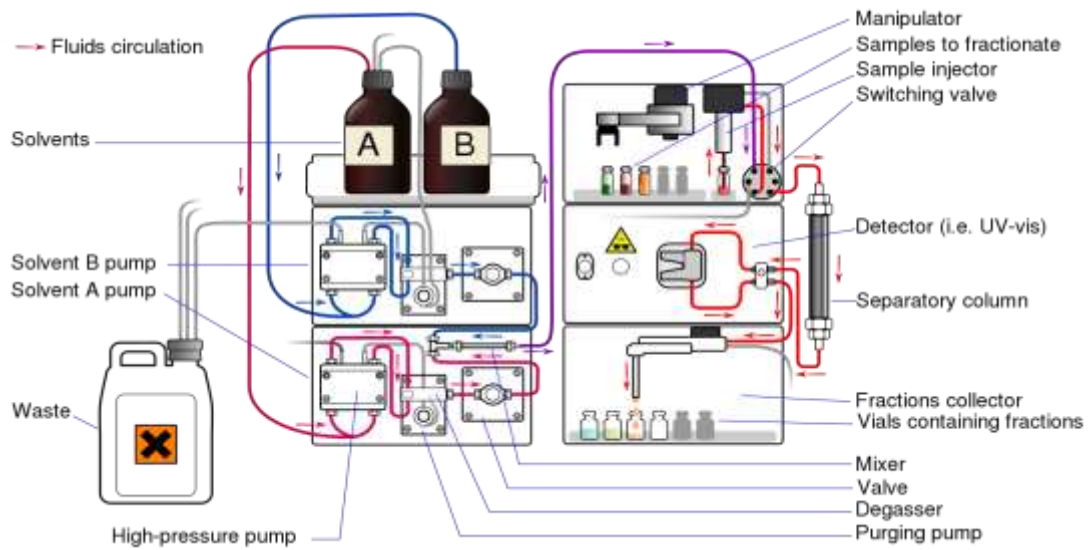 Fluids circulation
Solvents
A
B
Solvent B pump
Solvent A pump
Waste
High-pressure pump
Manipulator
Samples to fractionate
Sample injector
Switching valve
Detector (i.e. UV-vis)
Separatory column
Fractions collector
Vials containing fractions
Mixer
Valve
Degasser
Purging pump